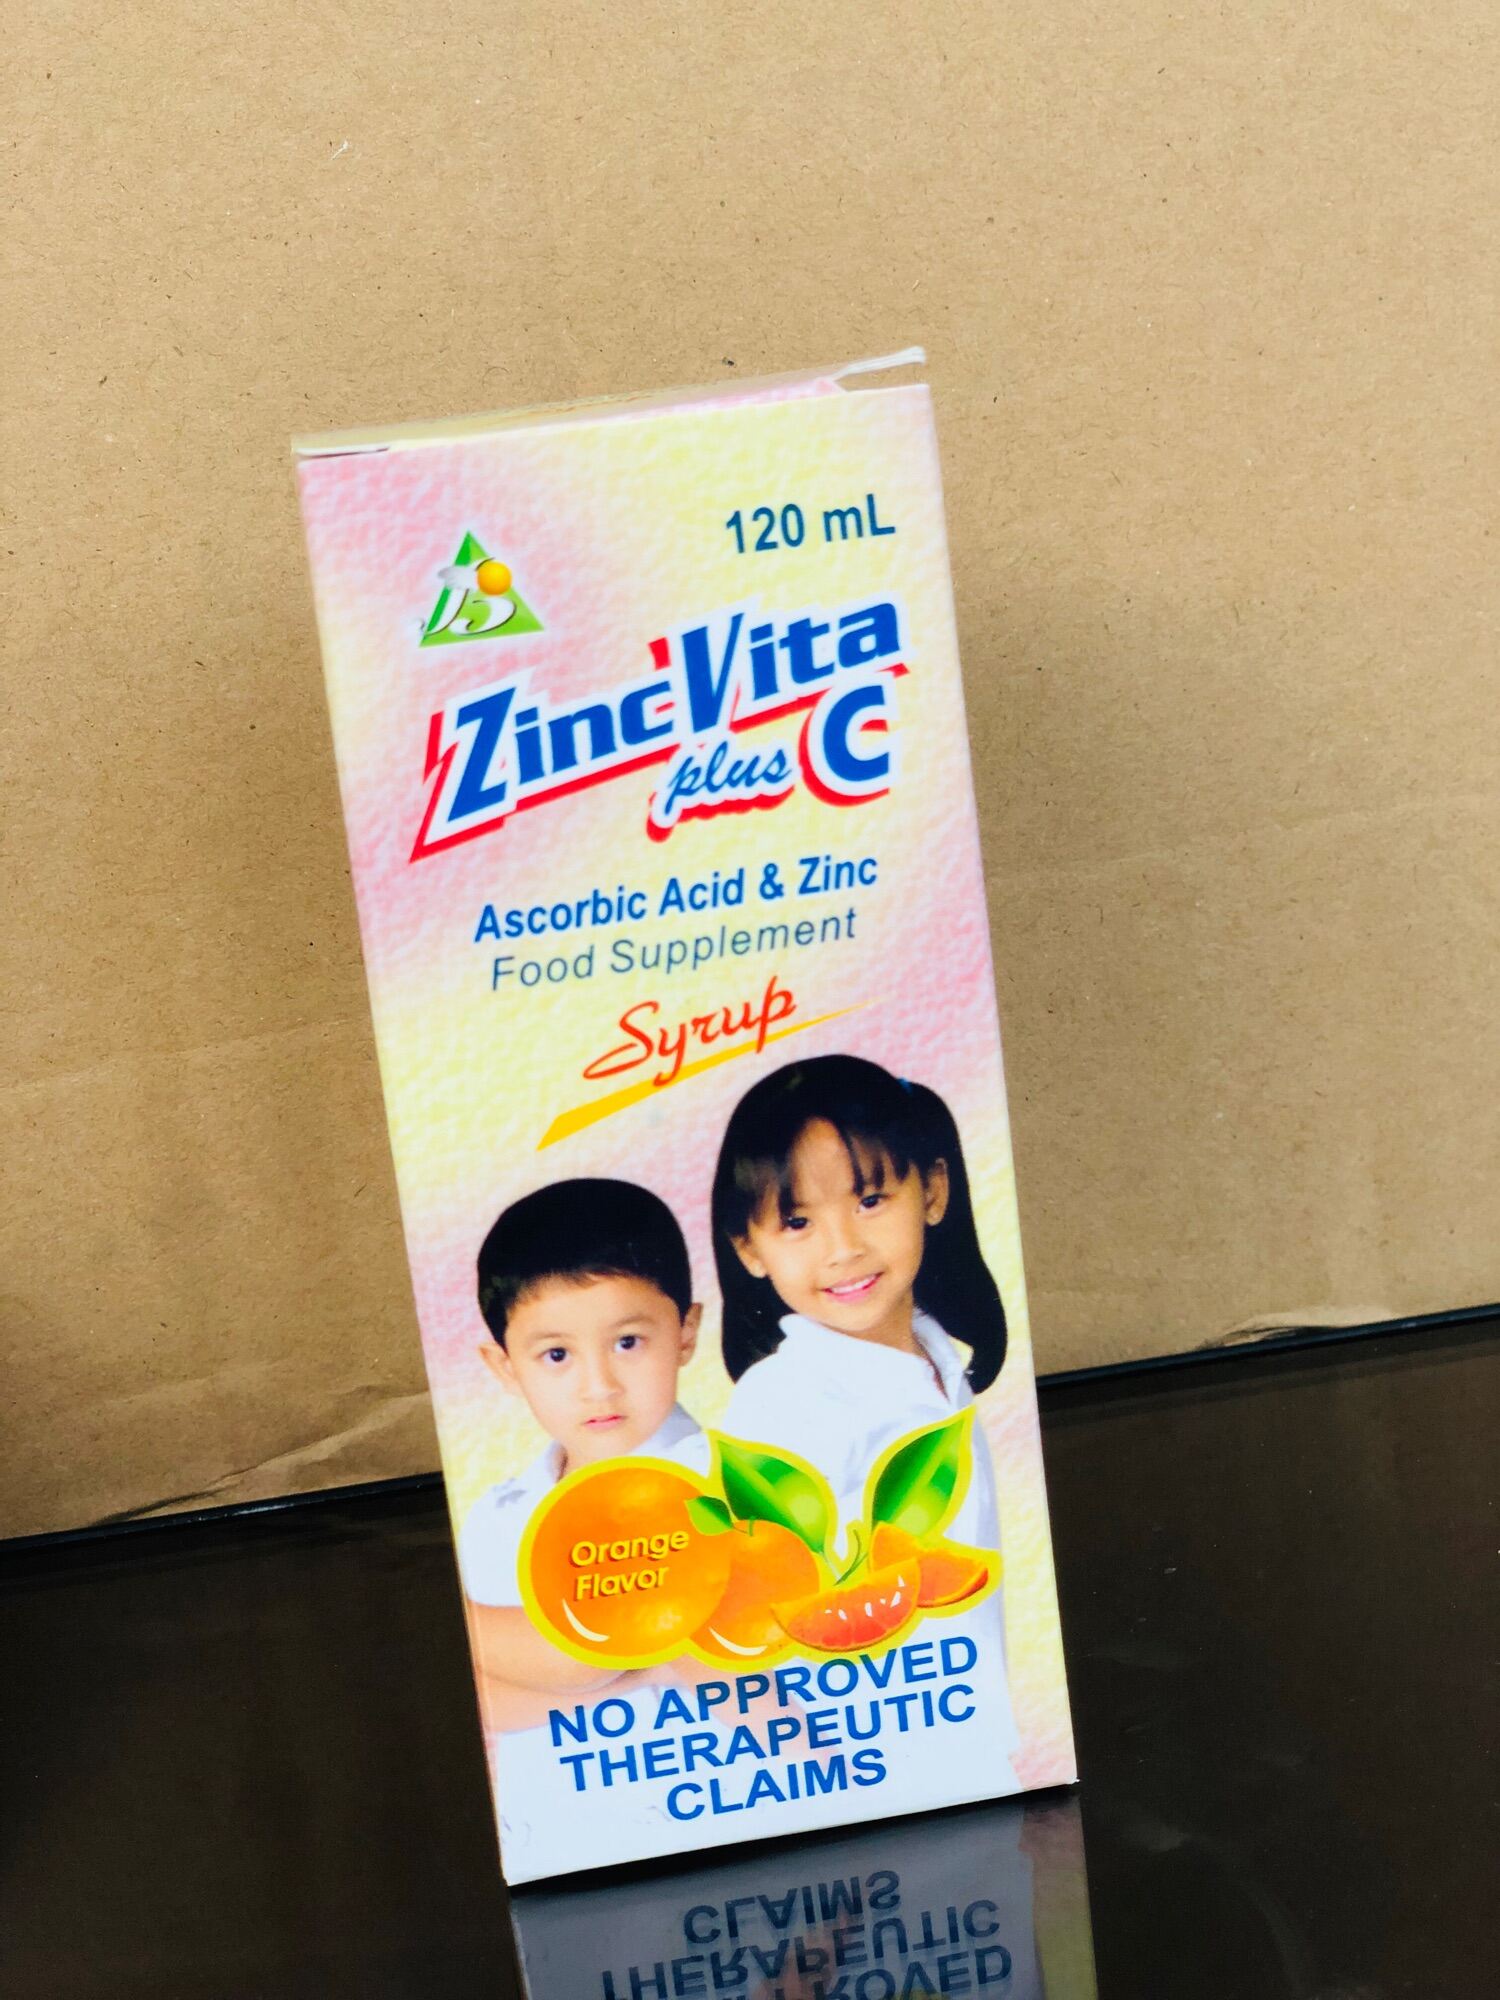 120 mL
ZincVita
plus C
Ascorbic Acid & Zinc
Food Supplement
Syrup
Orange
Flavor
NO APPROVED
THERAPEUTIC
CLAIMS